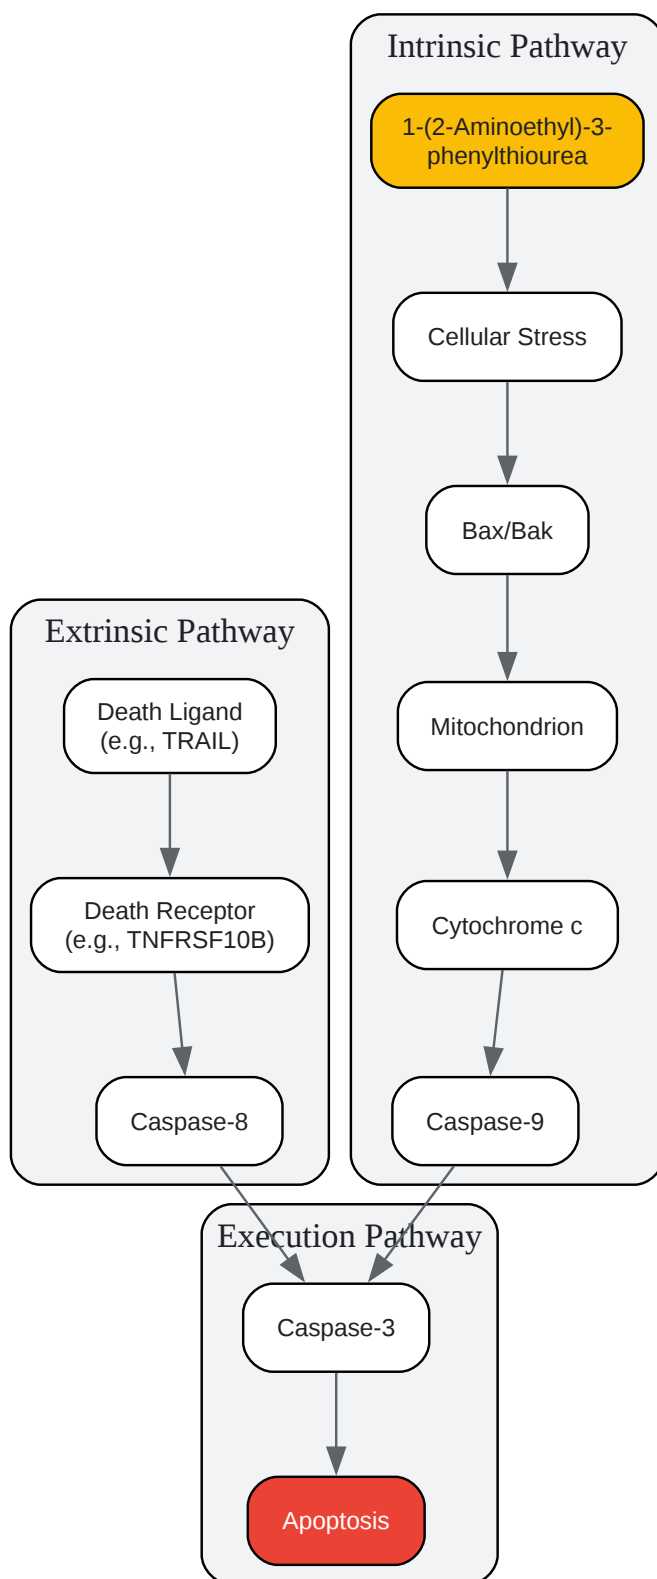 Intrinsic Pathway
1-(2-Aminoethyl)-3-
phenylthiourea
Cellular Stress
Bax/Bak
Mitochondrion
Cytochrome c
Caspase-9
Extrinsic Pathway
Death Ligand
(e.g., TRAIL)
Death Receptor
(e.g., TNFRSF10B)
Caspase-8
Execution Pathway
Caspase-3
Apoptosis